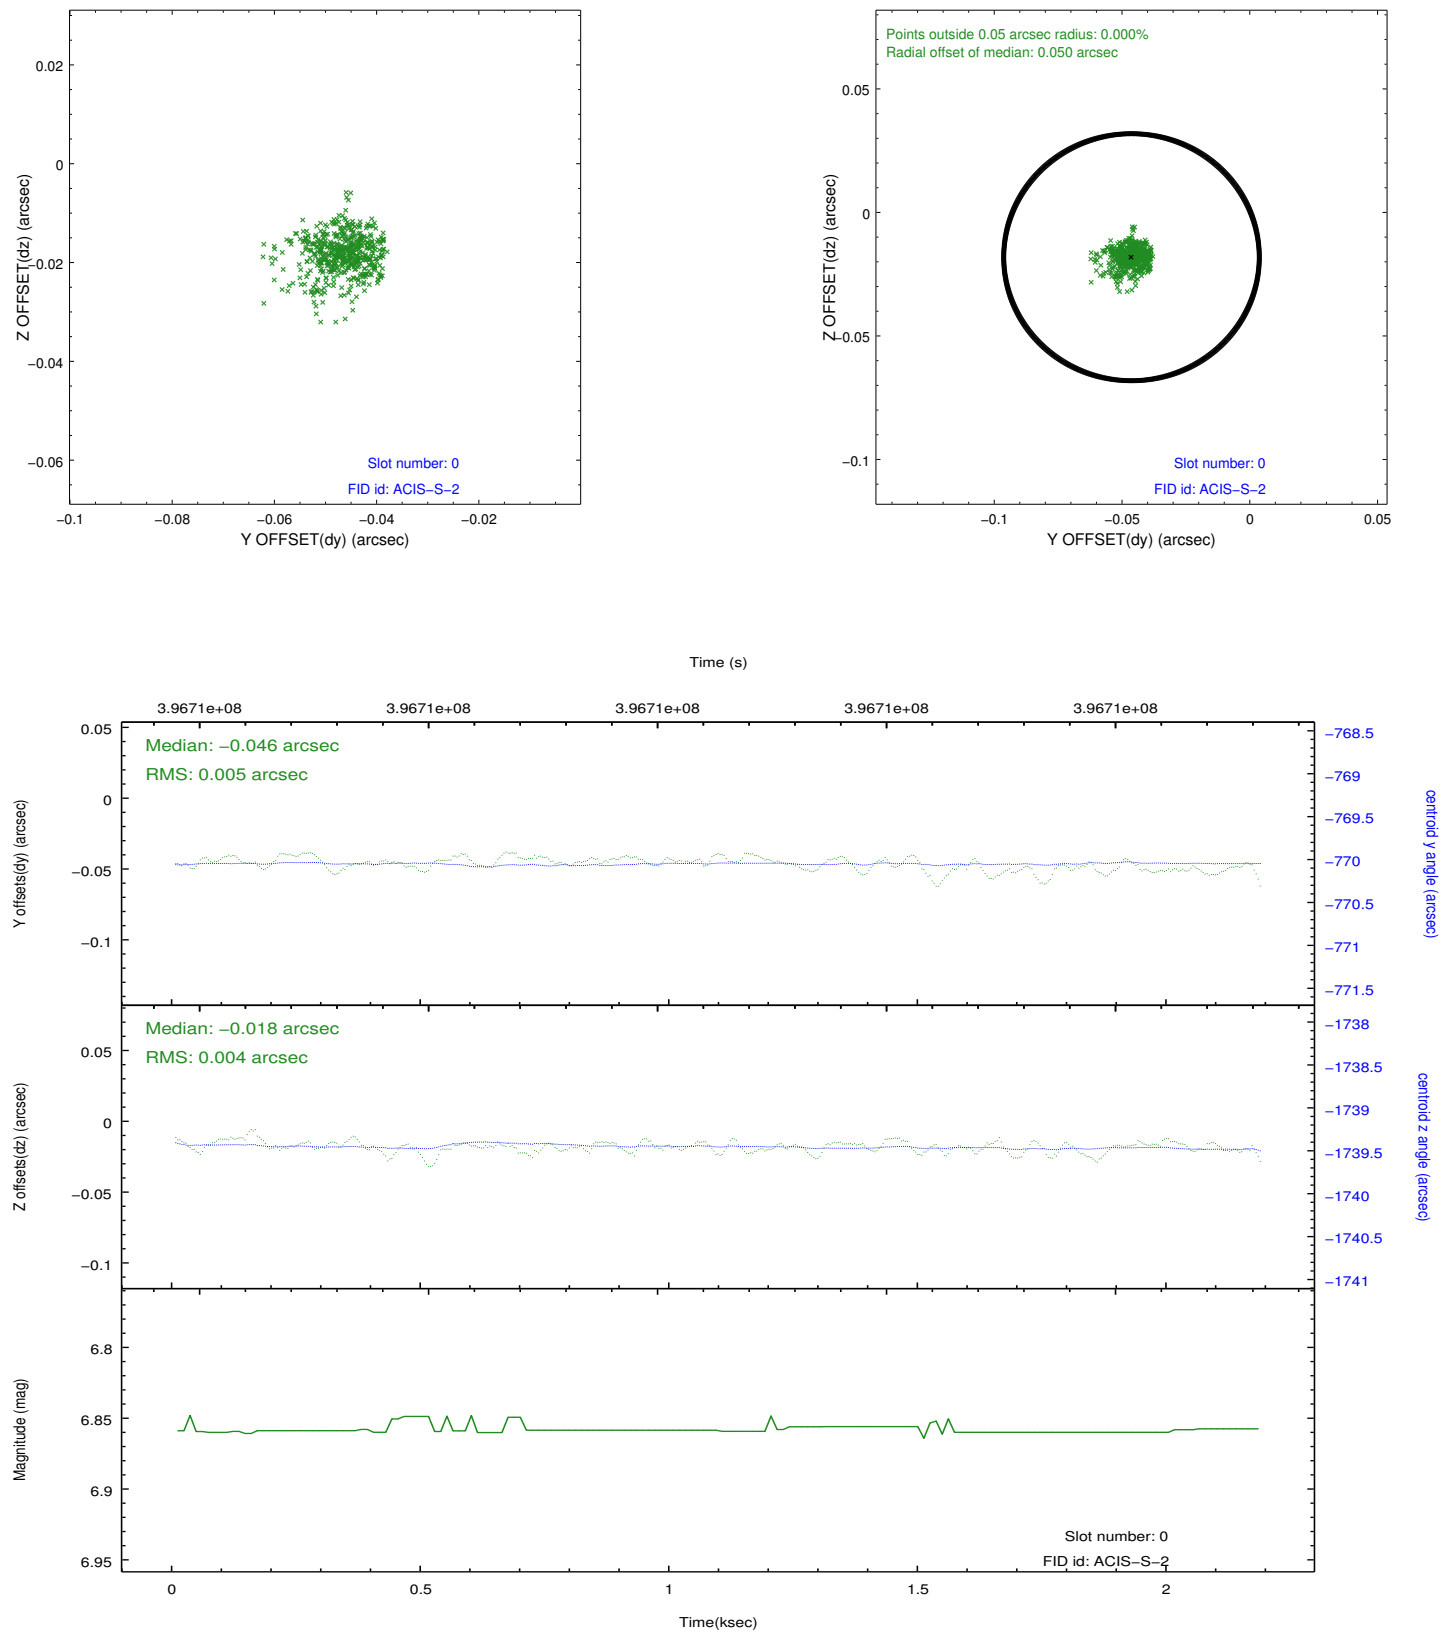 0.02
0
−0.02
−0.04
−0.06
Z OFFSET(dz) (arcsec)
Slot number: 0
FID id: ACIS−S−2
−0.1
−0.08
−0.06
−0.04
−0.02
Y OFFSET(dy) (arcsec)
Points outside 0.05 arcsec radius: 0.000%
Radial offset of median: 0.050 arcsec
0.05
0
−0.05
−0.1
Z OFFSET(dz) (arcsec)
Slot number: 0
FID id: ACIS−S−2
−0.1
−0.05
0
0.05
Y OFFSET(dy) (arcsec)
Time (s)
3.9671e+08
3.9671e+08
3.9671e+08
3.9671e+08
3.9671e+08
Median: −0.046 arcsec
RMS: 0.005 arcsec
0.05
0
−0.05
−0.1
Y offsets(dy) (arcsec)
−768.5
−769
−769.5
−770
−770.5
−771
−771.5
centroid y angle (arcsec)
Median: −0.018 arcsec
RMS: 0.004 arcsec
0.05
0
−0.05
−0.1
Z offsets(dz) (arcsec)
−1738
−1738.5
−1739
−1739.5
−1740
−1740.5
−1741
centroid z angle (arcsec)
6.8
6.85
6.9
6.95
Magnitude (mag)
Slot number: 0
FID id: ACIS−S−2
0
0.5
1
1.5
2
Time(ksec)